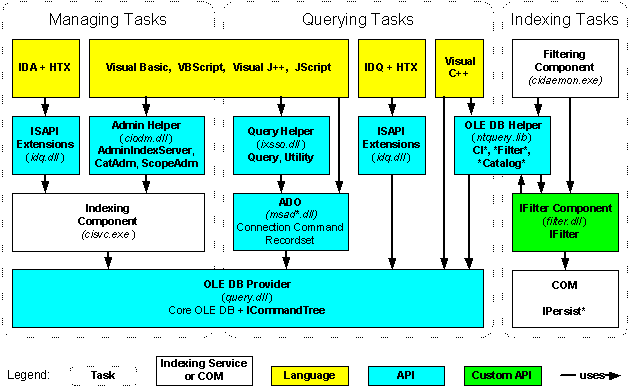 Managing Tasks
Querying Tasks
Indexing Tasks
IDA + HTX
Visual Basic, VBScript, Visual J++, JScript
IDQ + HTX
Visual
C++
Filtering
Component
(cidaemon.exe)
ISAPI
Extensions
(idq.dll)
Admin Helper
(ciodm.dll)
AdminIndexServer,
CatAdm, ScopeAdm
Query Helper
(ixsso.dll)
Query, Utility
ISAPI
Extensions
(idq.dll)
OLE DB Helper
(ntquery.lib)
CI*, *Filter*,
*Catalog*
Indexing
Component
(cisvc.exe )
ADO
(msad*.dll)
Connection Command
Recordset
IFilter Component
(filter.dll)
IFilter
OLE DB Provider
(query.dll)
Core OLE DB + ICommandTree
COM
IPersist*
Legend:
Task
Indexing Service
or COM
Language
API
Custom API
uses